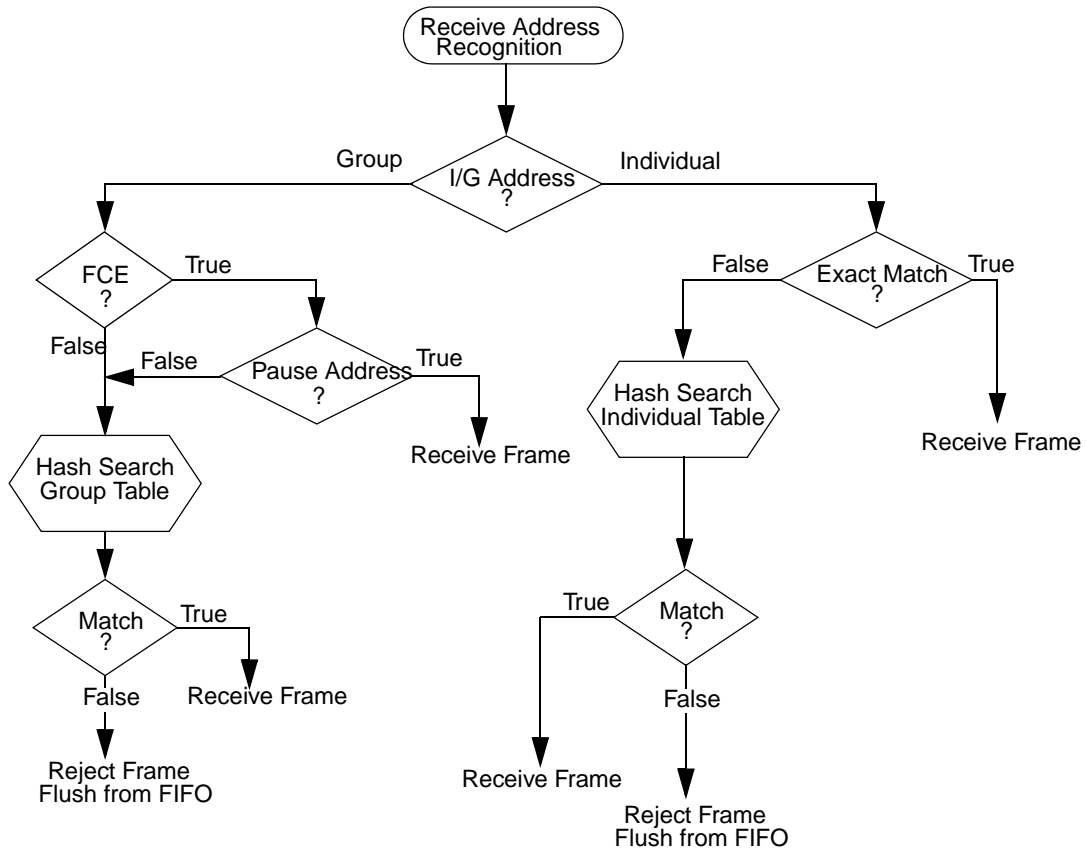 Receive Address
Recognition
Group
Individual
I/G Address
?
FCE
?
True
False
Exact Match
?
True
False
False
Pause Address
?
True
Hash Search
Individual Table
Receive Frame
Receive Frame
Hash Search
Group Table
True
Match
?
True
Match
?
False
Receive Frame
False
Reject Frame
Flush from FIFO
Receive Frame
Reject Frame
Flush from FIFO